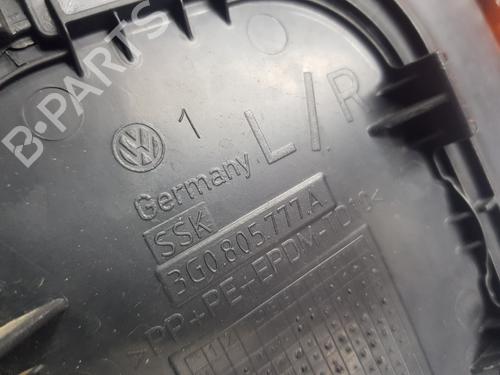 B-PARTS
1
L/R
Germany
SSK
3G0.805.777.A
>PP+PE+EPDM-TD10<